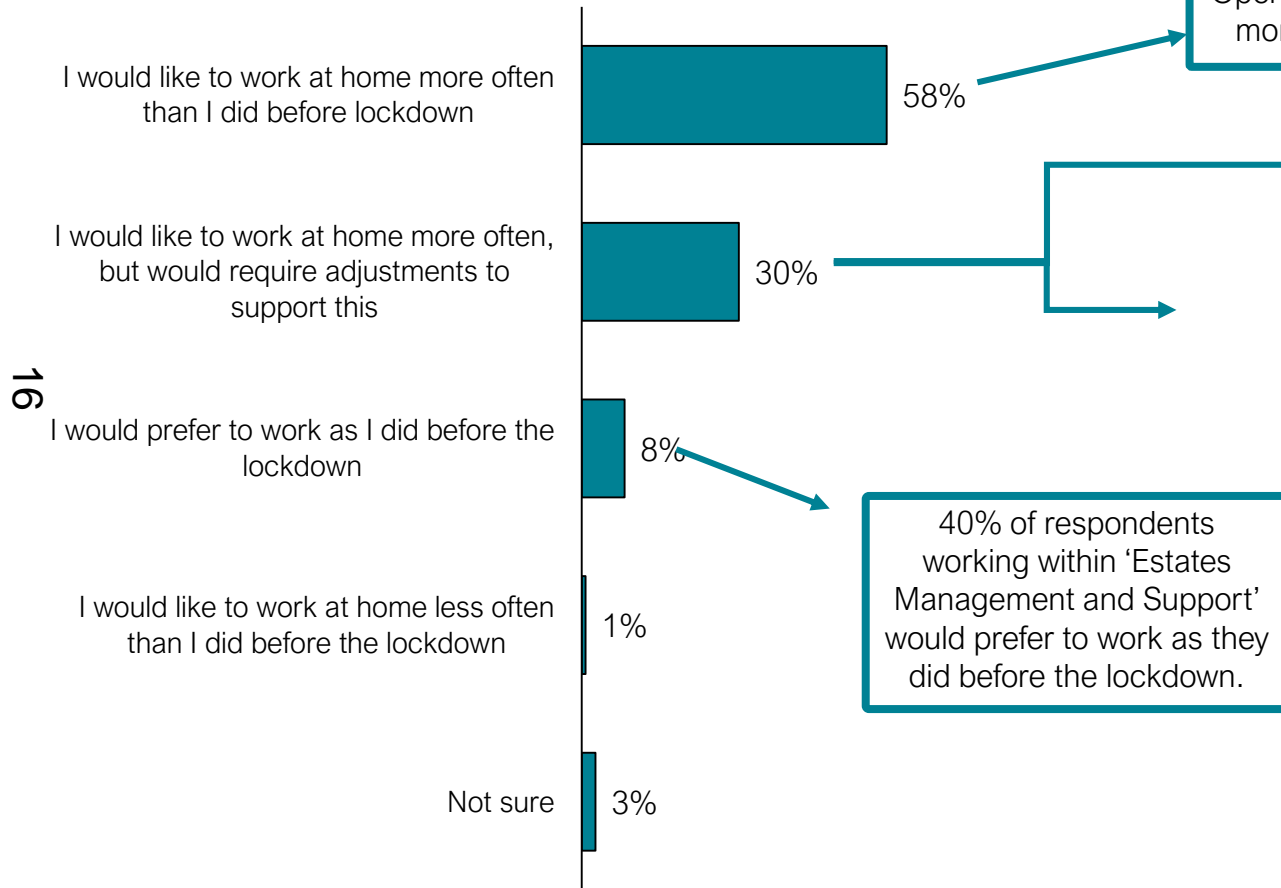 I would like to work at home more often
than I did before lockdown
58%
I would like to work at home more often,
but would require adjustments to
support this
30%
I would prefer to work as I did before the
lockdown
8%
40% of respondents
working within ‘Estates
Management and Support’
would prefer to work as they
did before the lockdown.
I would like to work at home less often
than I did before the lockdown
1%
Not sure
3%
16